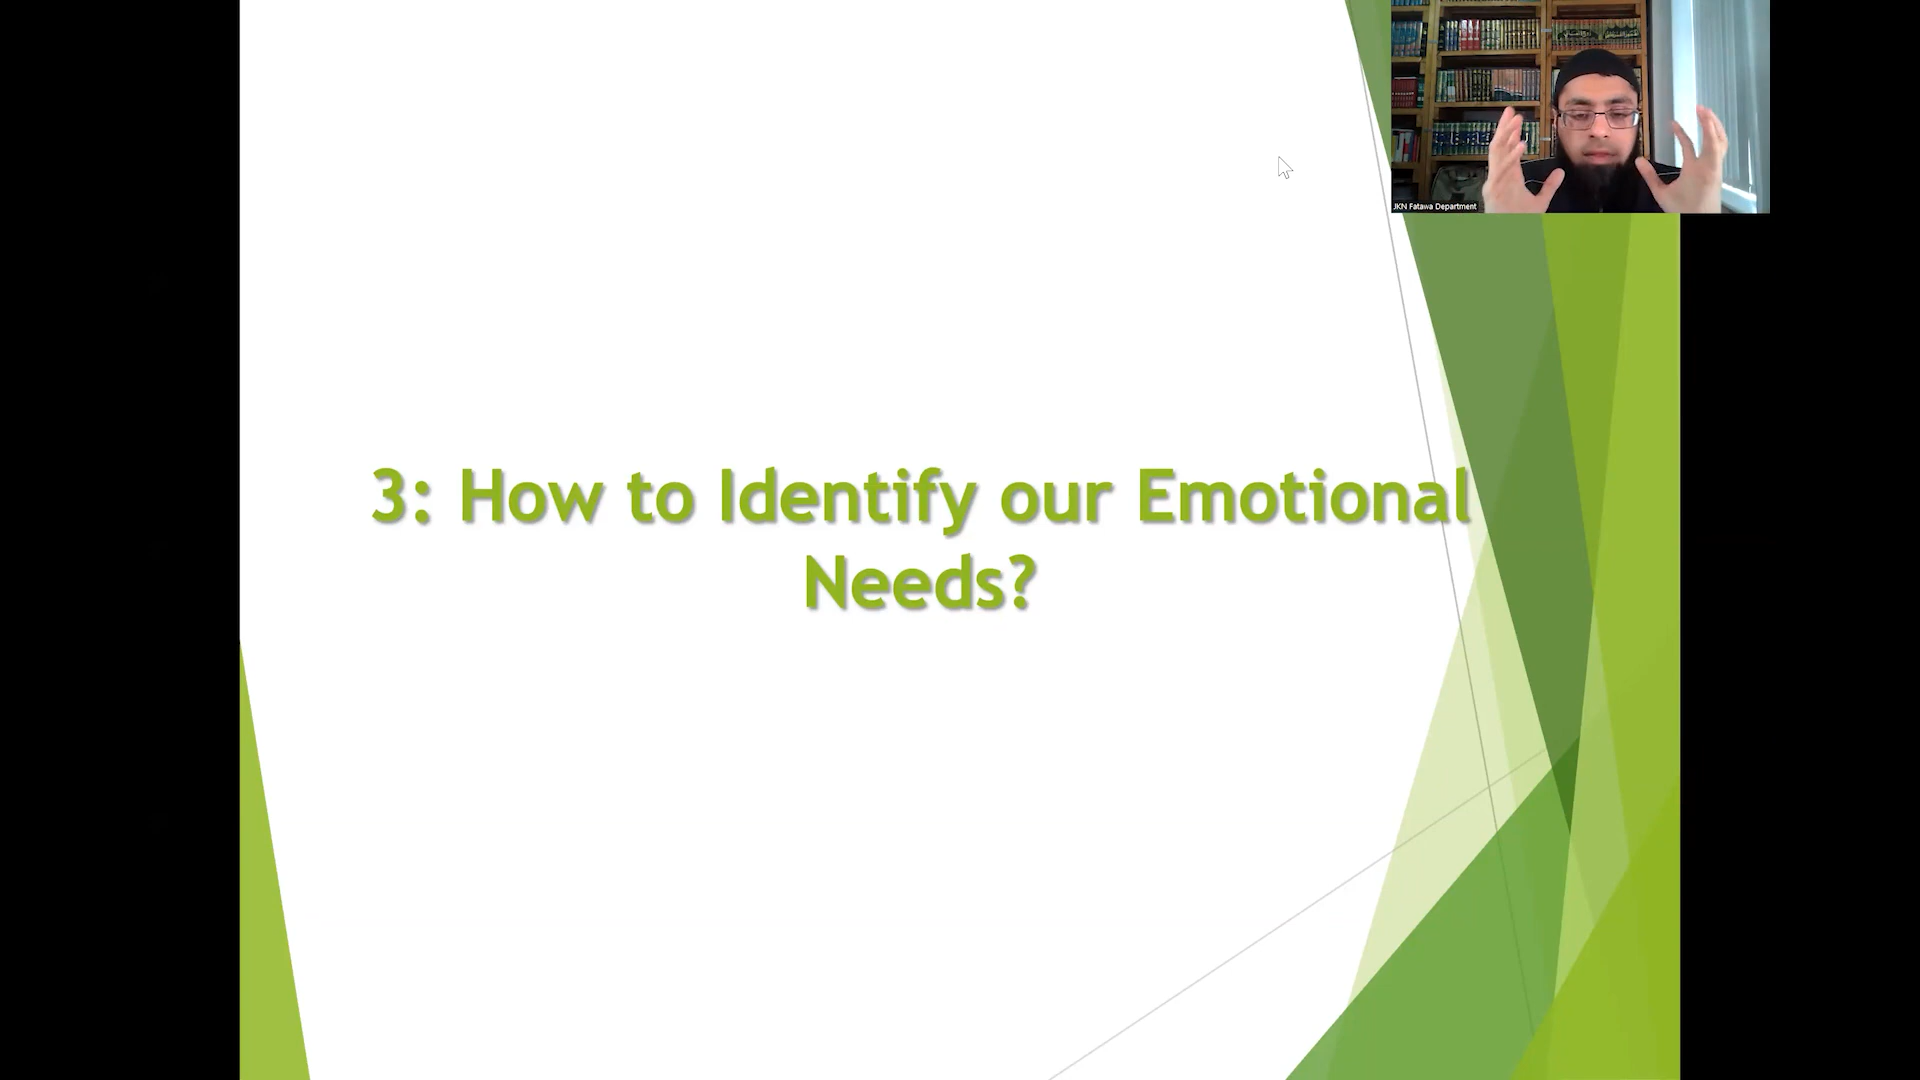 JKN Fatawa Department
3: How to Identify our Emotional
Needs?